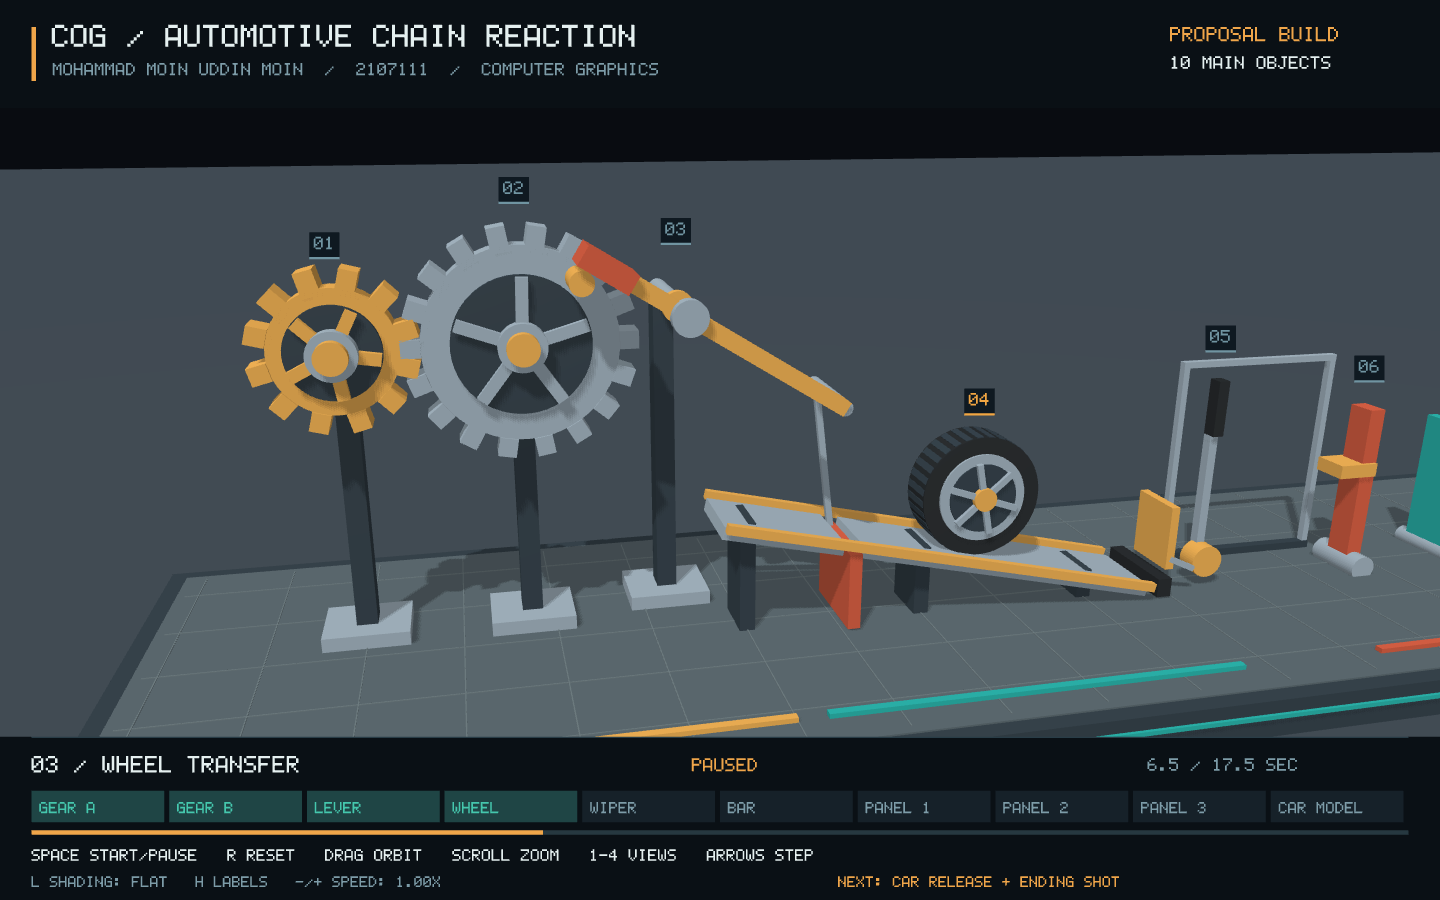 COG / AUTOMOTIVE CHAIN REACTION
MOHAMMAD MOIN UDDIN MOIN / 2107111 / COMPUTER GRAPHICS
PROPOSAL BUILD
10 MAIN OBJECTS
01
02
03
04
05
06
03 / WHEEL TRANSFER
PAUSED
6.5 / 17.5 SEC
GEAR A
GEAR B
LEVER
WHEEL
WIPER
BAR
PANEL 1
PANEL 2
PANEL 3
CAR MODEL
SPACE START/PAUSE R RESET DRAG ORBIT SCROLL ZOOM 1-4 VIEWS ARROWS STEP
L SHADING: FLAT H LABELS -/+ SPEED: 1.00X
NEXT: CAR RELEASE + ENDING SHOT